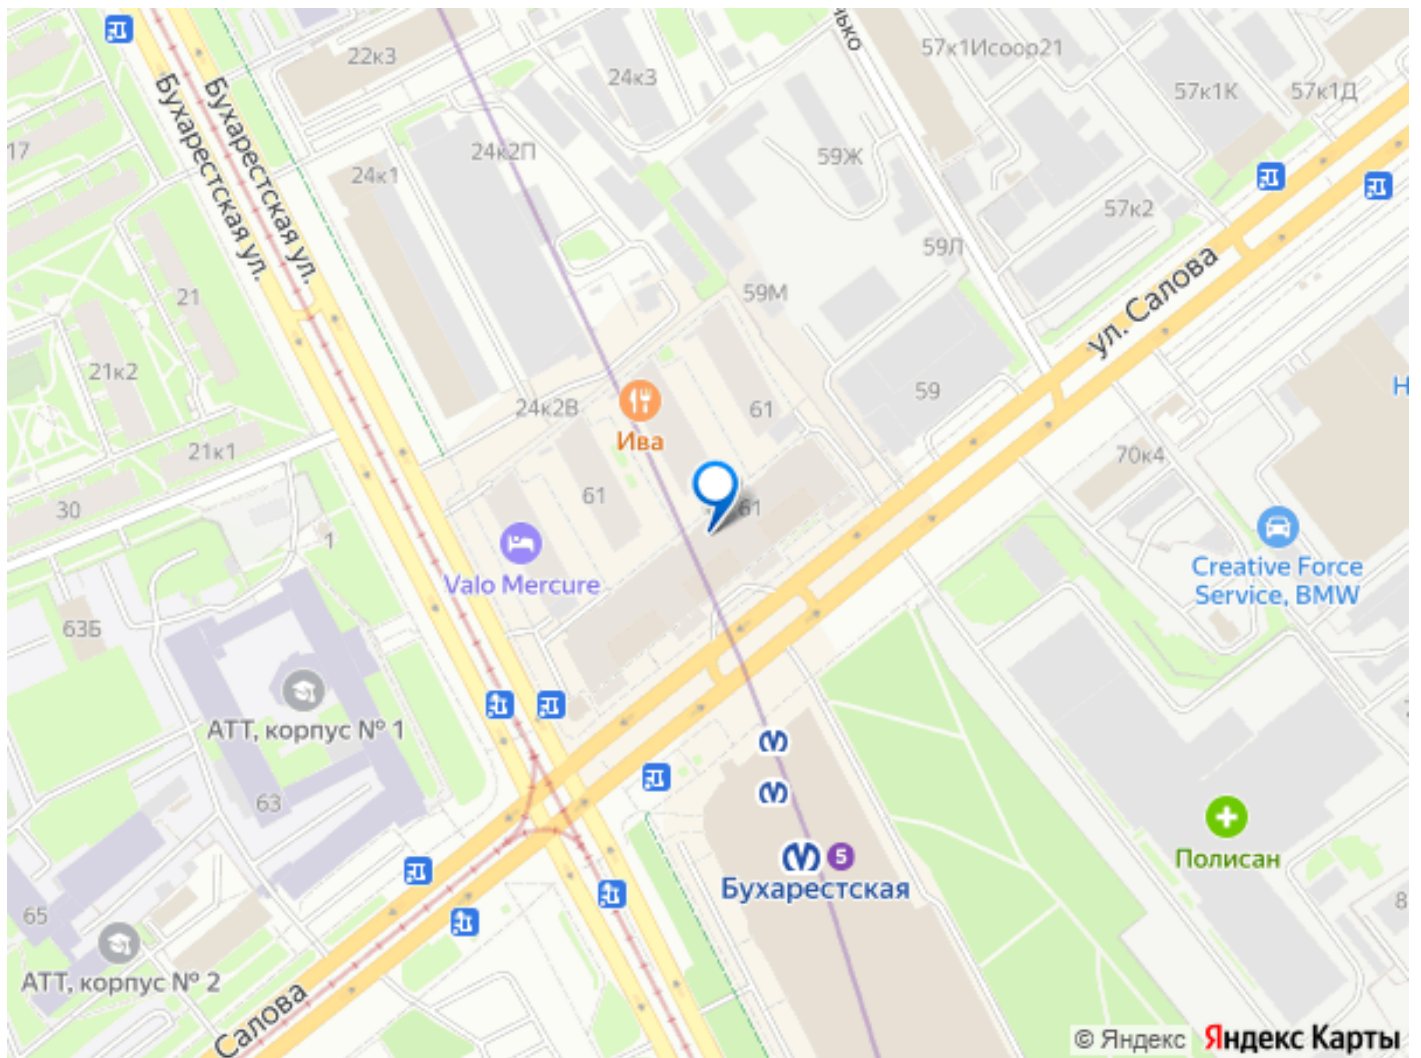 22к3
24к3
57к1Исоор21
57к1К
57к1Д
Бухарестская ул.
Бухарестская ул.
17
24к1
24к2П
59Ж
57к2
59Л
ул. Салова
21
59М
21к2
24к2В
Ива
61
59
Н
21к1
70к4
30
61
61
1
Valo Mercure
Creative Force
Service, BMW
63Б
АТТ, корпус № 1
63
5
Бухарестская
Полисан
65
8
АТТ, корпус № 2
Салова
© Яндекс Яндекс Карты